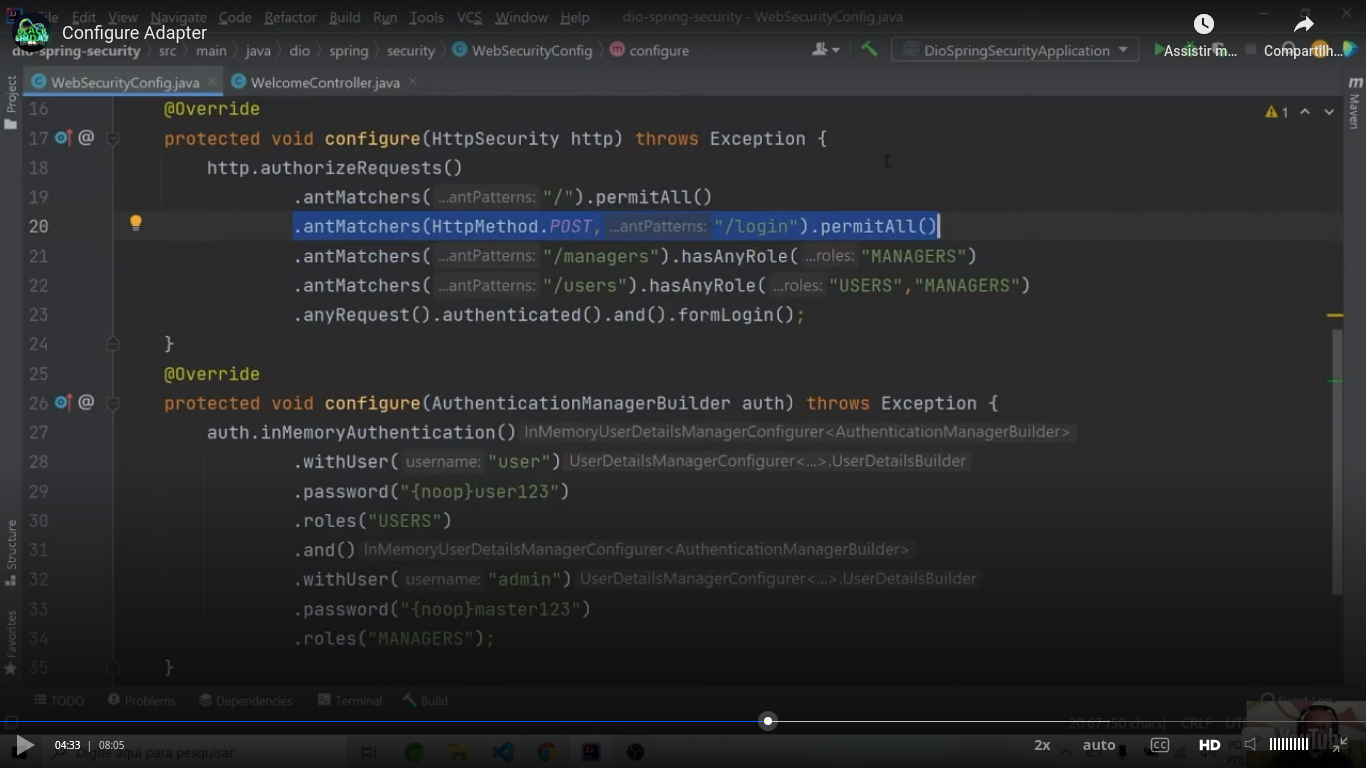 File Edit View Navigate Code Refactor Build Run Tools VCS Window Help dio-spring-security - WebSecurityConfig.java
Configure Adapter
Assistir m... Compartilh...
dio-spring-security src main java dio spring security WebSecurityConfig configure DioSpringSecurityApplication
WebSecurityConfig.java WelcomeController.java
Project
Maven
1
16 @Override
17 protected void configure(HttpSecurity http) throws Exception {
18 http.authorizeRequests()
19 .antMatchers( ...antPatterns: "/").permitAll()
20 .antMatchers(HttpMethod.POST, ...antPatterns: "/login").permitAll()
21 .antMatchers( ...antPatterns: "/managers").hasAnyRole( ...roles: "MANAGERS")
22 .antMatchers( ...antPatterns: "/users").hasAnyRole( ...roles: "USERS","MANAGERS")
23 .anyRequest().authenticated().and().formLogin();
24 }
25 @Override
26 protected void configure(AuthenticationManagerBuilder auth) throws Exception {
27 auth.inMemoryAuthentication() InMemoryUserDetailsManagerConfigurer<AuthenticationManagerBuilder>
28 .withUser( username: "user") UserDetailsManagerConfigurer<...>.UserDetailsBuilder
29 .password("{noop}user123")
30 .roles("USERS")
31 .and() InMemoryUserDetailsManagerConfigurer<AuthenticationManagerBuilder>
32 .withUser( username: "admin") UserDetailsManagerConfigurer<...>.UserDetailsBuilder
33 .password("{noop}master123")
34 .roles("MANAGERS");
35 }
Structure
Favorites
TODO Problems Dependencies Terminal Build Event Log
20:67 (50 chars) CRLF
04:33 | 08:05 Digite aqui para pesquisar 2x auto CC HD